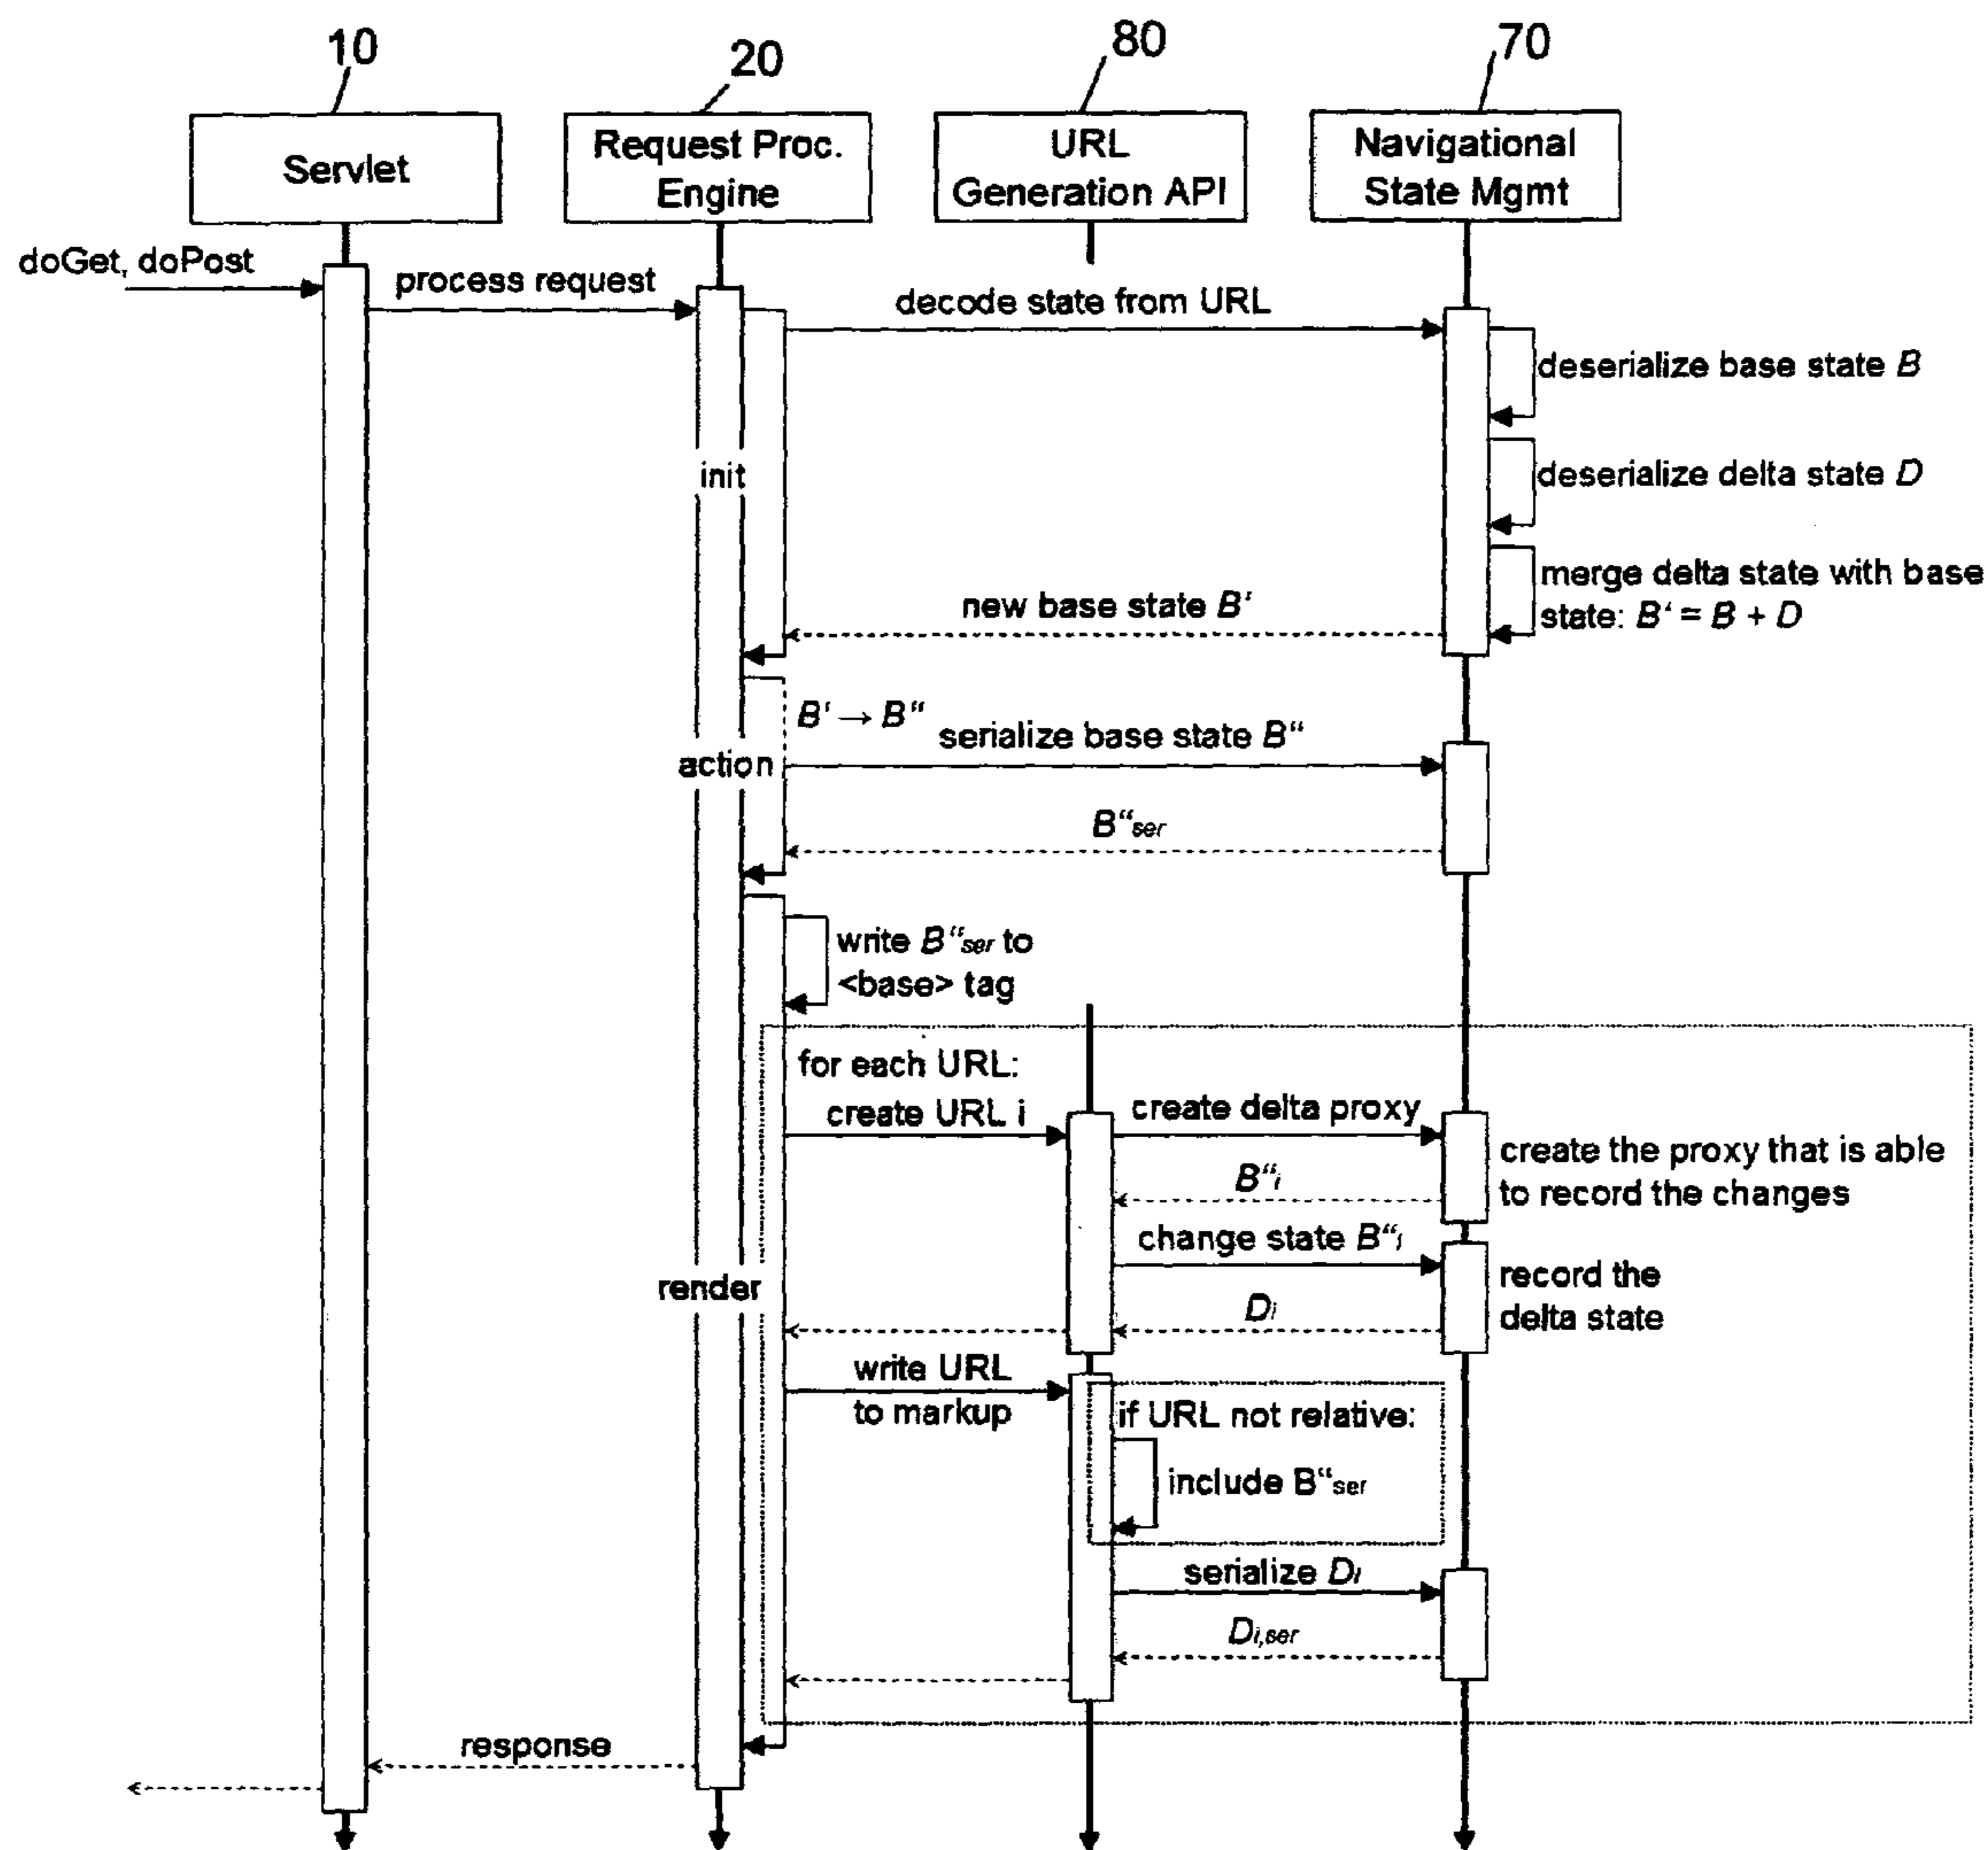 10
20
80
70
Servlet
Request Proc.
Engine
URL
Generation API
Navigational
State Mgmt
doGet, doPost
process request
decode state from URL
deserialize base state B
init
deserialize delta state D
merge delta state with base
state: B‘ = B + D
new base state B'
B‘ → B“
serialize base state B"
action
B“ser
write B“ser to
<base> tag
for each URL:
create URL i
create delta proxy
create the proxy that is able
to record the changes
B“i
change state B“i
render
record the
delta state
Di
write URL
to markup
if URL not relative:
include B“ser
serialize Di
Di,ser
response